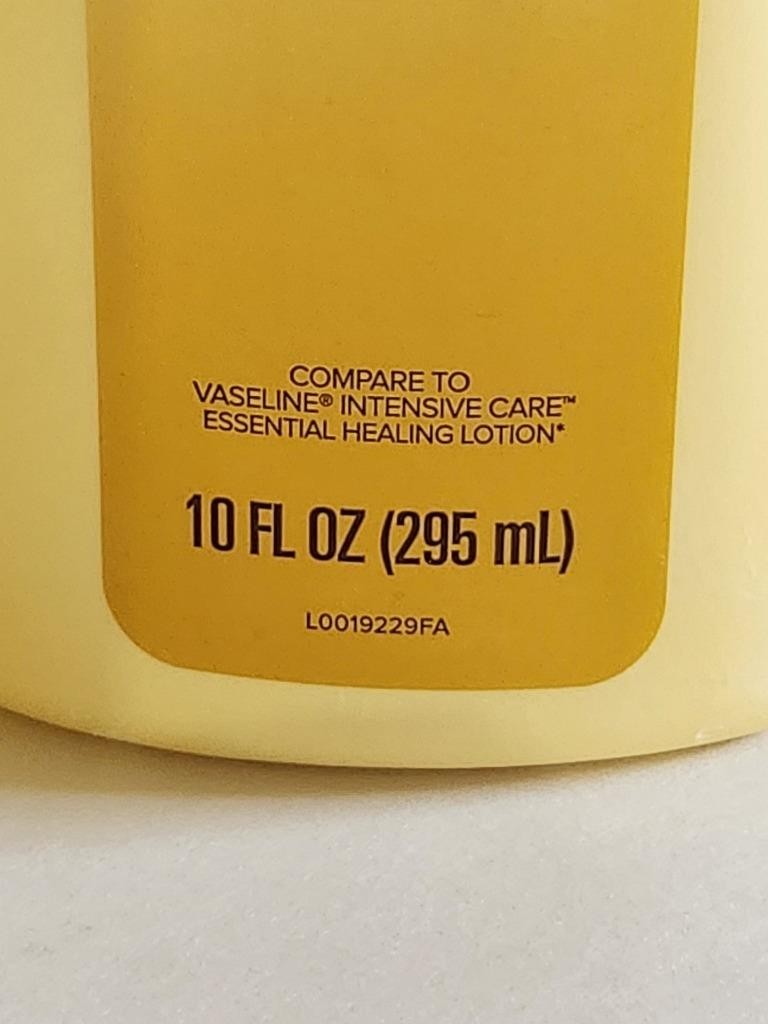 COMPARE TO
VASELINE® INTENSIVE CARE™
ESSENTIAL HEALING LOTION*
10 FL OZ (295 mL)
L0019229FA